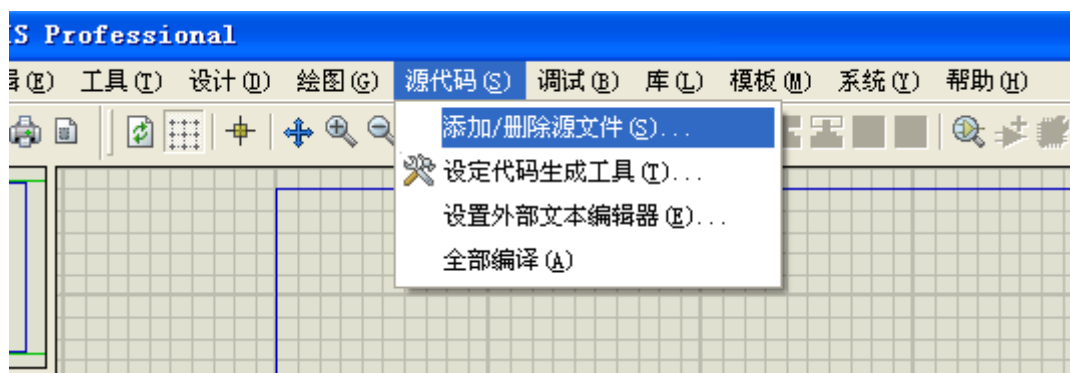 IS Professional
辑(E) 工具(T) 设计(D) 绘图(G) 源代码(S) 调试(B) 库(L) 模板(M) 系统(Y) 帮助(H)
添加/删除源文件(S)...
设定代码生成工具(T)...
设置外部文本编辑器(E)...
全部编译(A)